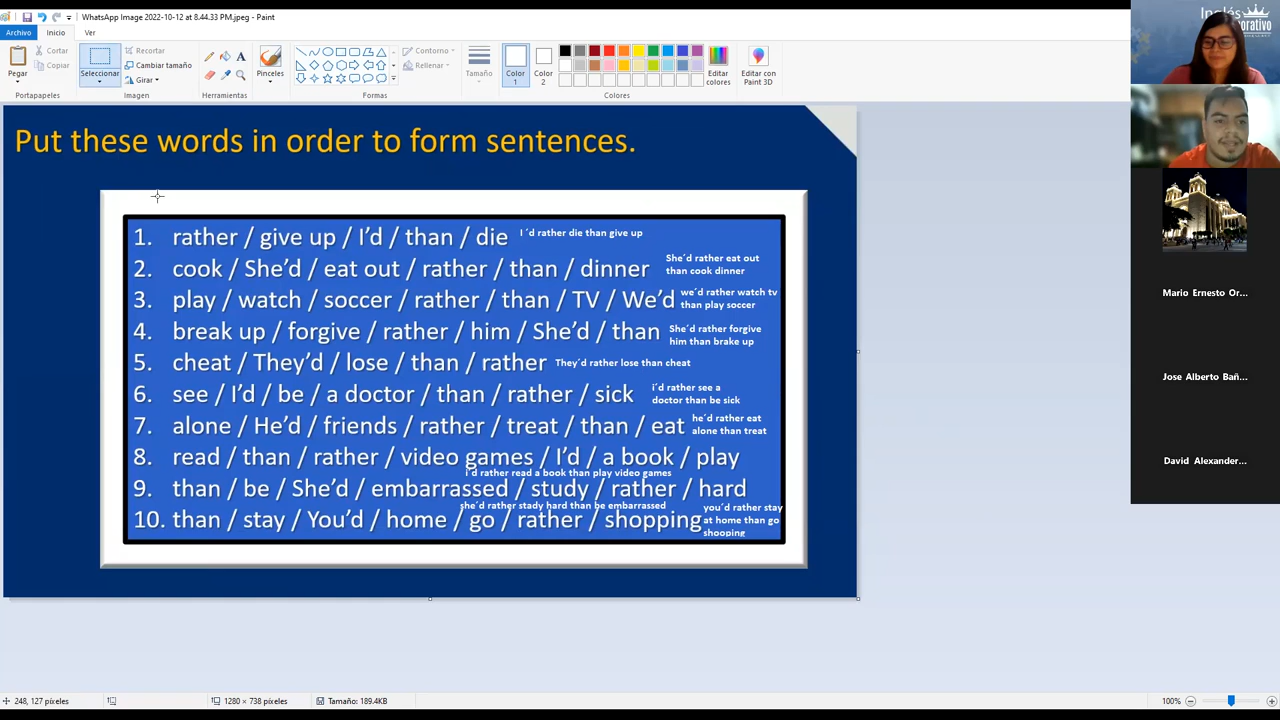 WhatsApp Image 2022-10-12 at 8.44.33 PM.jpeg - Paint
Archivo Inicio Ver
Pegar
Cortar
Copiar
Portapapeles
Seleccionar
Recortar
Cambiar tamaño
Girar
Imagen
Herramientas
Pinceles
Contorno
Rellenar
Formas
Tamaño
Color 1
Color 2
Editar colores
Colores
Editar con Paint 3D
Put these words in order to form sentences.
1. rather / give up / I'd / than / die I ´d rather die than give up
2. cook / She'd / eat out / rather / than / dinner She´d rather eat out
than cook dinner
3. play / watch / soccer / rather / than / TV / We'd we´d rather watch tv
than play soccer
4. break up / forgive / rather / him / She'd / than She´d rather forgive
him than brake up
5. cheat / They'd / lose / than / rather They´d rather lose than cheat
6. see / I'd / be / a doctor / than / rather / sick i´d rather see a
doctor than be sick
7. alone / He'd / friends / rather / treat / than / eat he´d rather eat
alone than treat
8. read / than / rather / video games / I'd / a book / play
i´d rather read a book than play video games
9. than / be / She'd / embarrassed / study / rather / hard
she´d rather stady hard than be embarrassed
10. than / stay / You'd / home / go / rather / shopping you´d rather stay
at home than go
shooping
Inglés
Mario Ernesto Or...
Jose Alberto Bañ...
David Alexander...
248, 127 píxeles
1280 × 738 píxeles
Tamaño: 189.4KB
100%